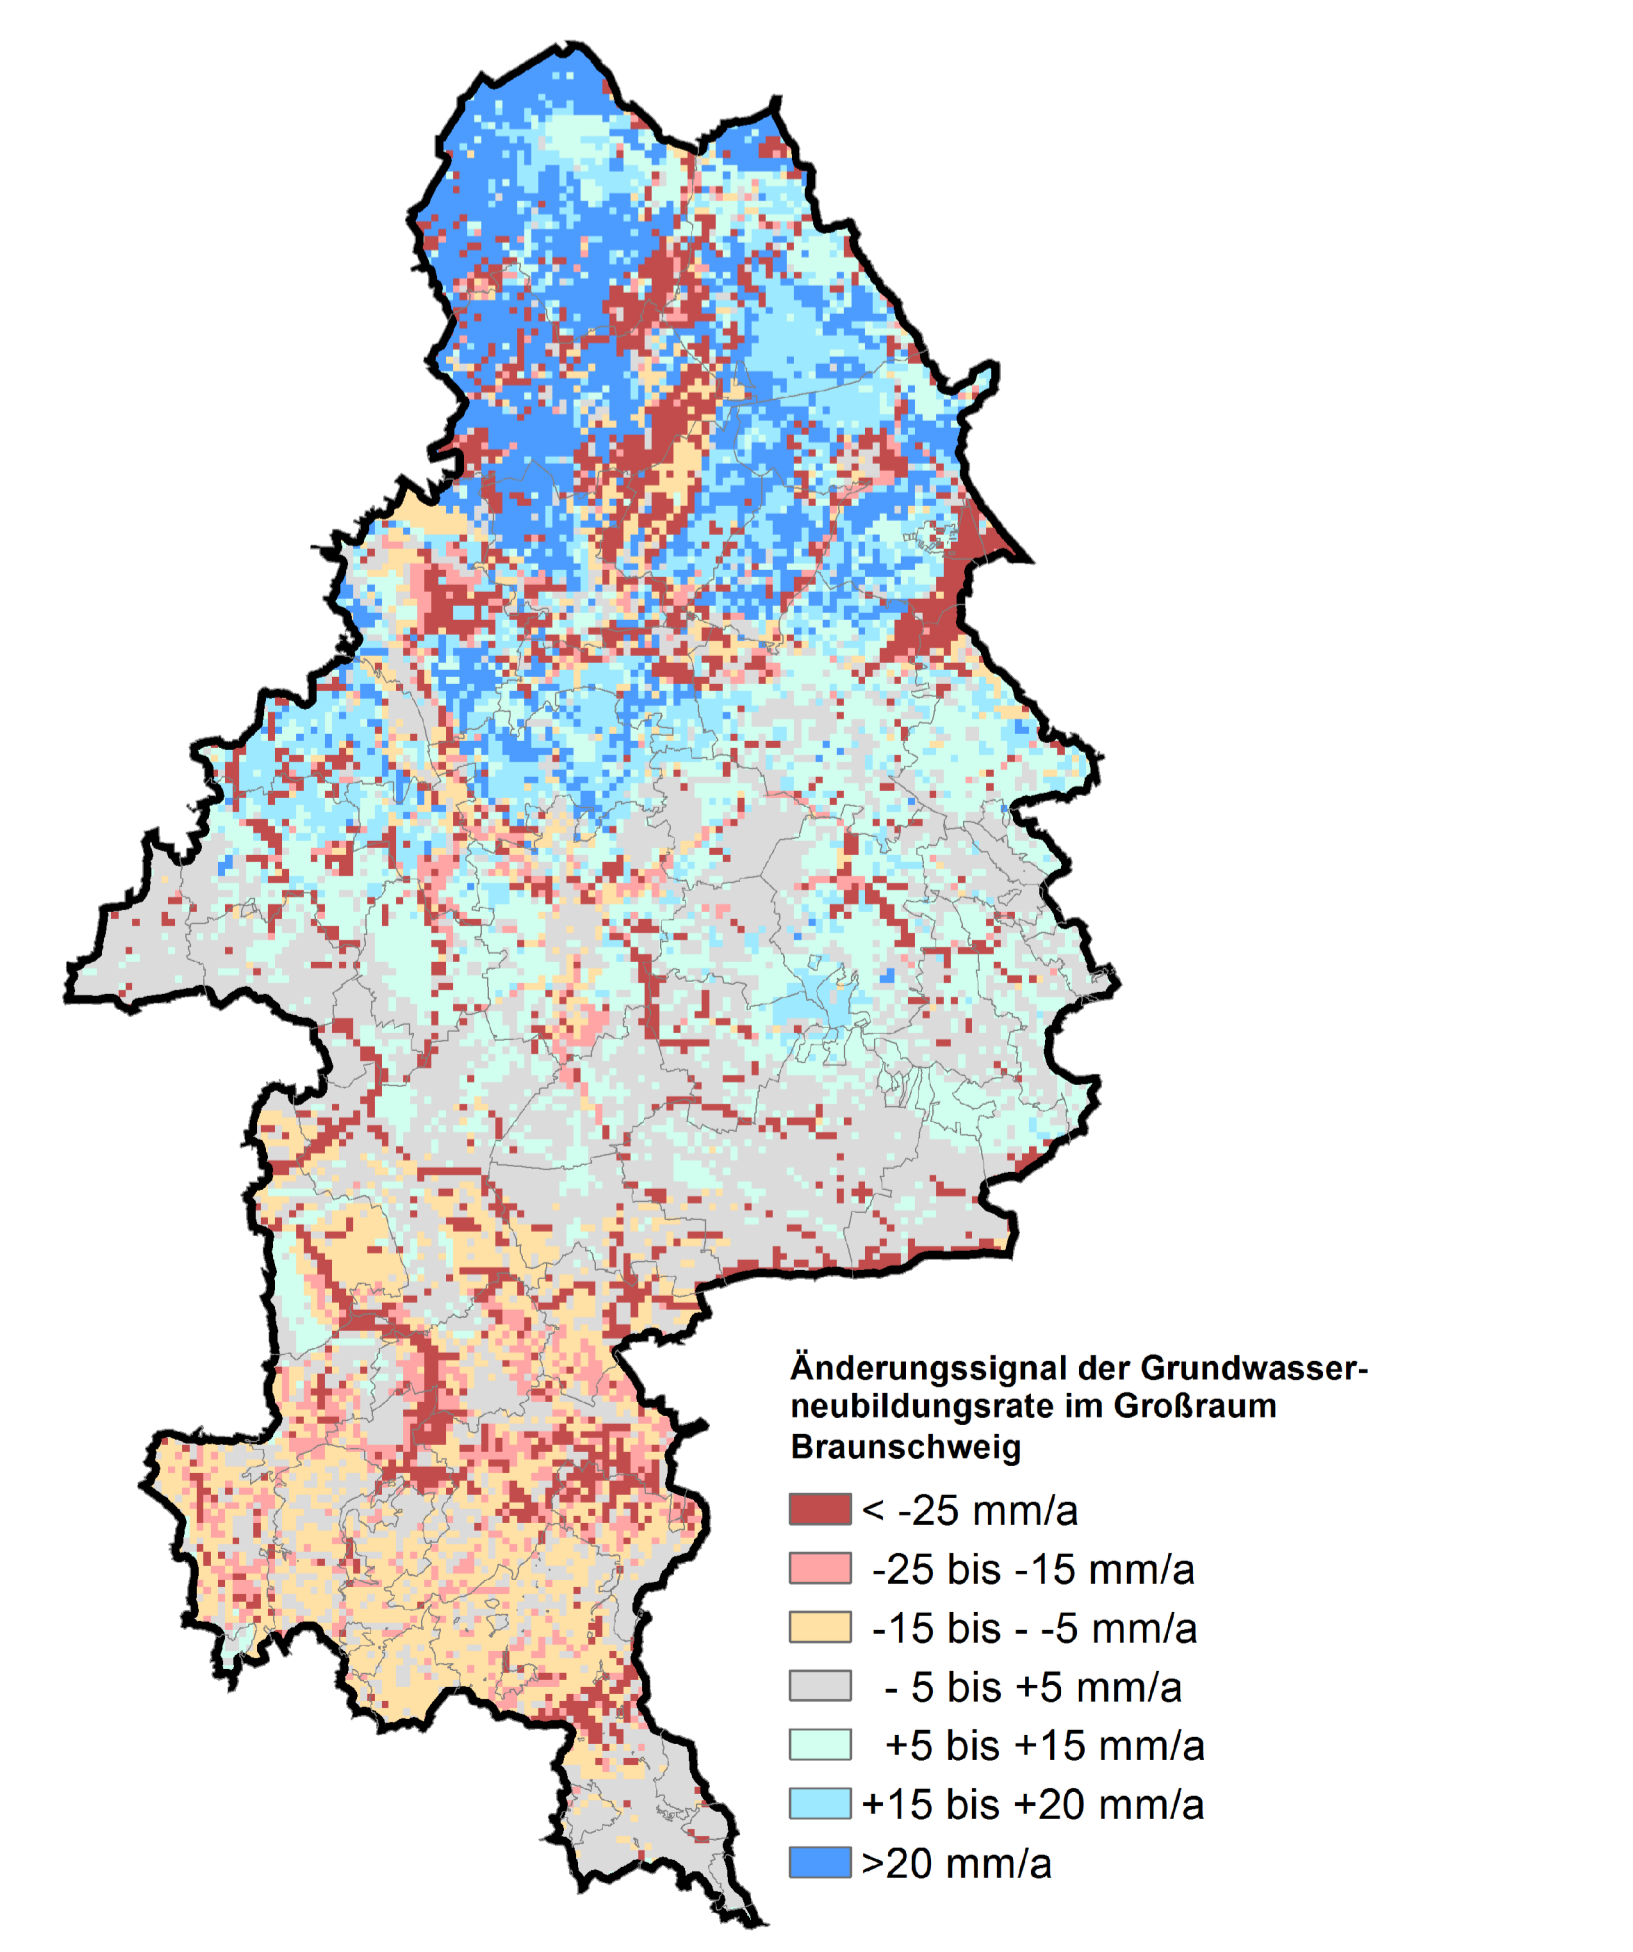 Änderungssignal der Grundwasser-
neubildungsrate im Großraum
Braunschweig
< -25 mm/a
-25 bis -15 mm/a
-15 bis - -5 mm/a
- 5 bis +5 mm/a
+5 bis +15 mm/a
+15 bis +20 mm/a
>20 mm/a